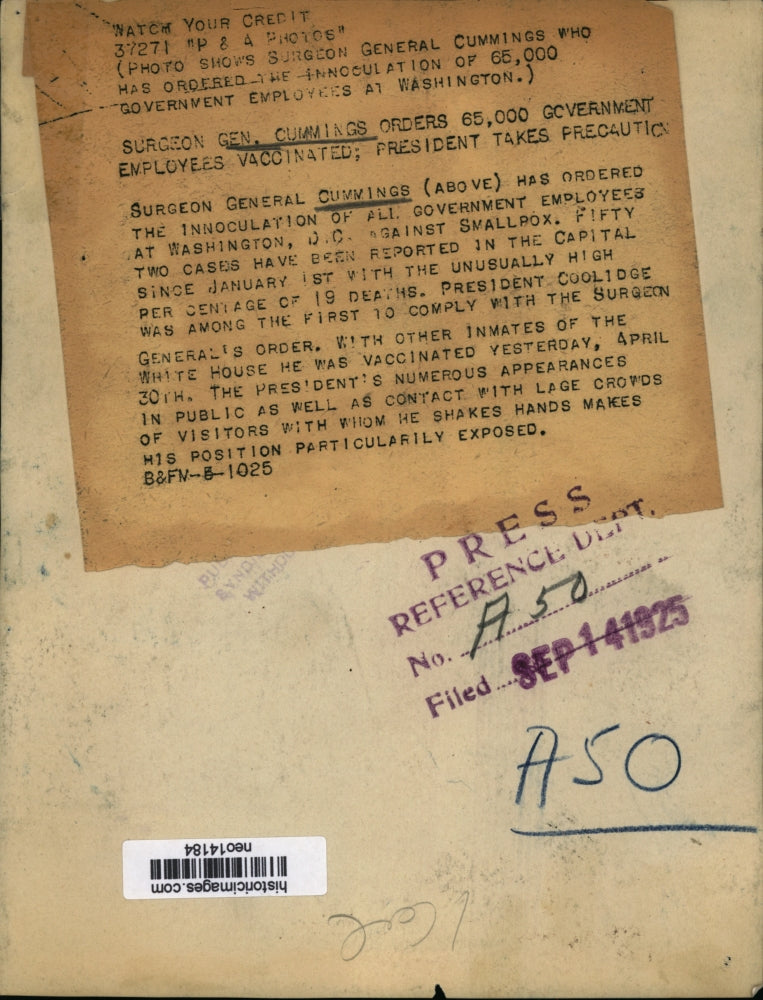 WATCH YOUR CREDIT
37271 "P & A PHOTOS"
(PHOTO SHOWS SURGEON GENERAL CUMMINGS WHO
HAS ORDERED THE INNOCULATION OF 65,000
GOVERNMENT EMPLOYEES AT WASHINGTON.)
SURGEON GEN. CUMMINGS ORDERS 65,000 GOVERNMENT
EMPLOYEES VACCINATED; PRESIDENT TAKES PRECAUTION
SURGEON GENERAL CUMMINGS (ABOVE) HAS ORDERED
THE INNOCULATION OF ALL GOVERNMENT EMPLOYEES
AT WASHINGTON, D.C. AGAINST SMALLPOX. FIFTY
TWO CASES HAVE BEEN REPORTED IN THE CAPITAL
SINCE JANUARY 1ST WITH THE UNUSUALLY HIGH
PER CENTAGE OF 19 DEATHS. PRESIDENT COOLIDGE
WAS AMONG THE FIRST TO COMPLY WITH THE SURGEON
GENERAL'S ORDER. WITH OTHER INMATES OF THE
WHITE HOUSE HE WAS VACCINATED YESTERDAY, APRIL
30TH. THE PRESIDENT'S NUMEROUS APPEARANCES
IN PUBLIC AS WELL AS CONTACT WITH LAGE CROWDS
OF VISITORS WITH WHOM HE SHAKES HANDS MAKEES
HIS POSITION PARTICULARILY EXPOSED.
B&FM-5-1025
PRESS
REFERENCE DEPT.
No. A50
Filed SEP 14 1925
A50
historicimages.com
neo14184